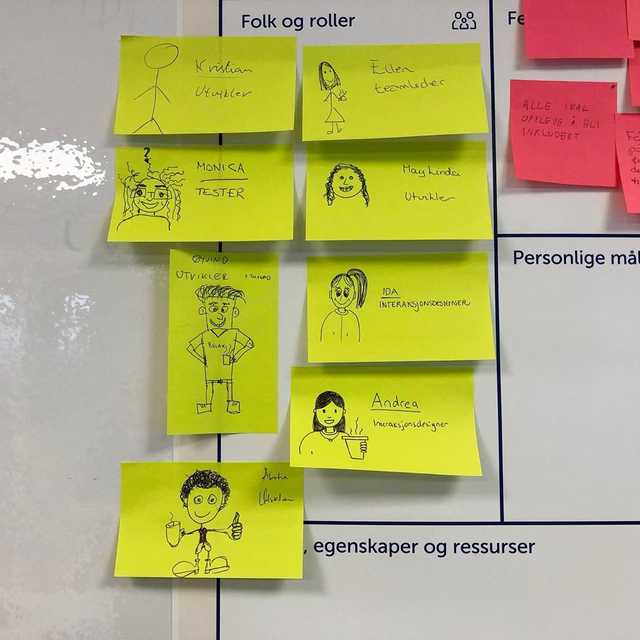 Folk og roller
Kristian
Utvikler
Ellen
teamleder
MONICA
TESTER
May Linda
Utvikler
ØYVIND
UTVIKLER
IDA
INTERAKSJONSDESIGNER
Andrea
Interaksjonsdesigner
Utvikler
Fe
ALLE SKAL
OPPLEVE Å BLI
INKLUDERT
Personlige mål
, egenskaper og ressurser